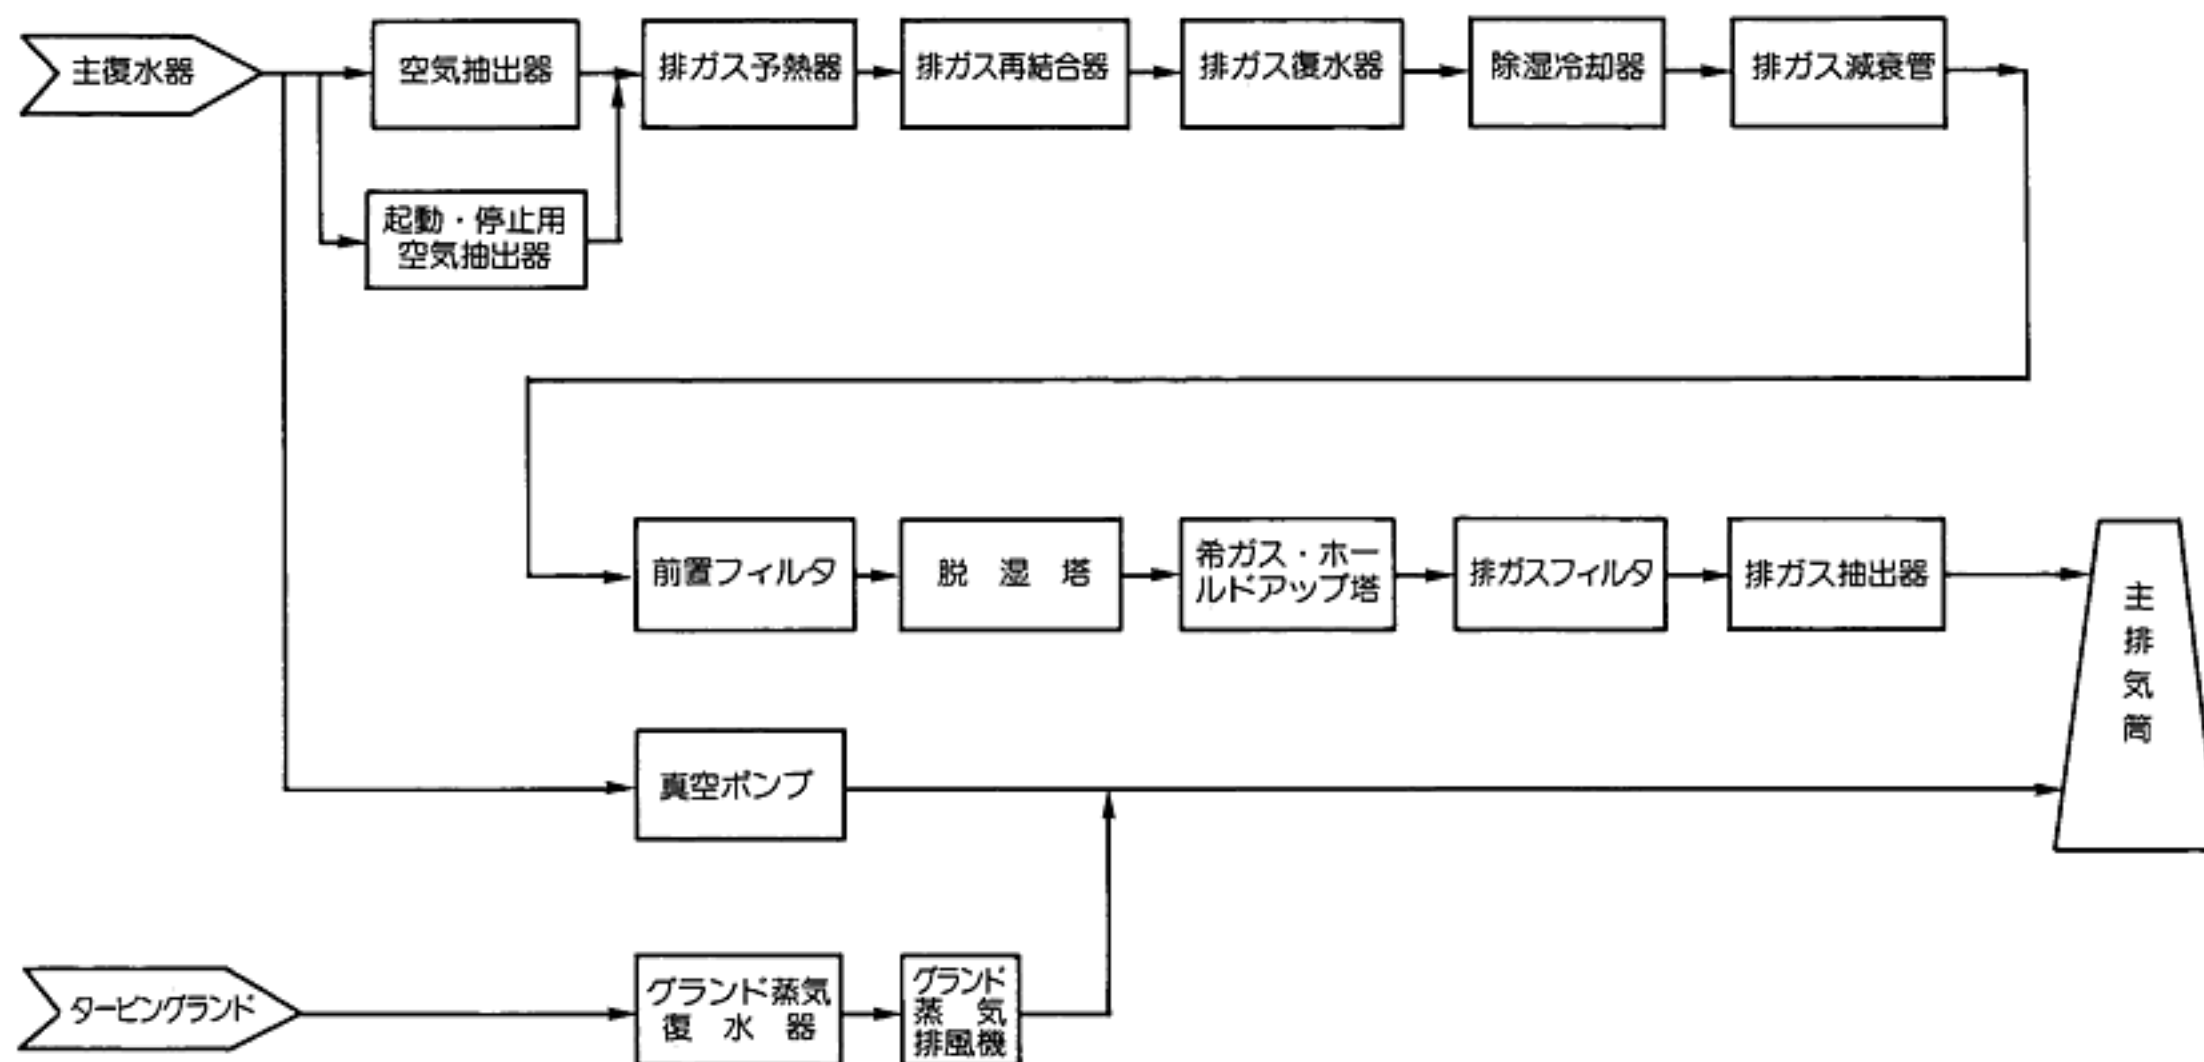 主復水器
空気抽出器
排ガス予熱器
排ガス再結合器
排ガス復水器
除湿冷却器
排ガス減衰管
起動・停止用
空気抽出器
前置フィルタ
脱湿塔
希ガス・ホー
ルドアップ塔
排ガスフィルタ
排ガス抽出器
主排気筒
真空ポンプ
タービングランド
グランド蒸気
復水器
グランド
蒸気
排風機